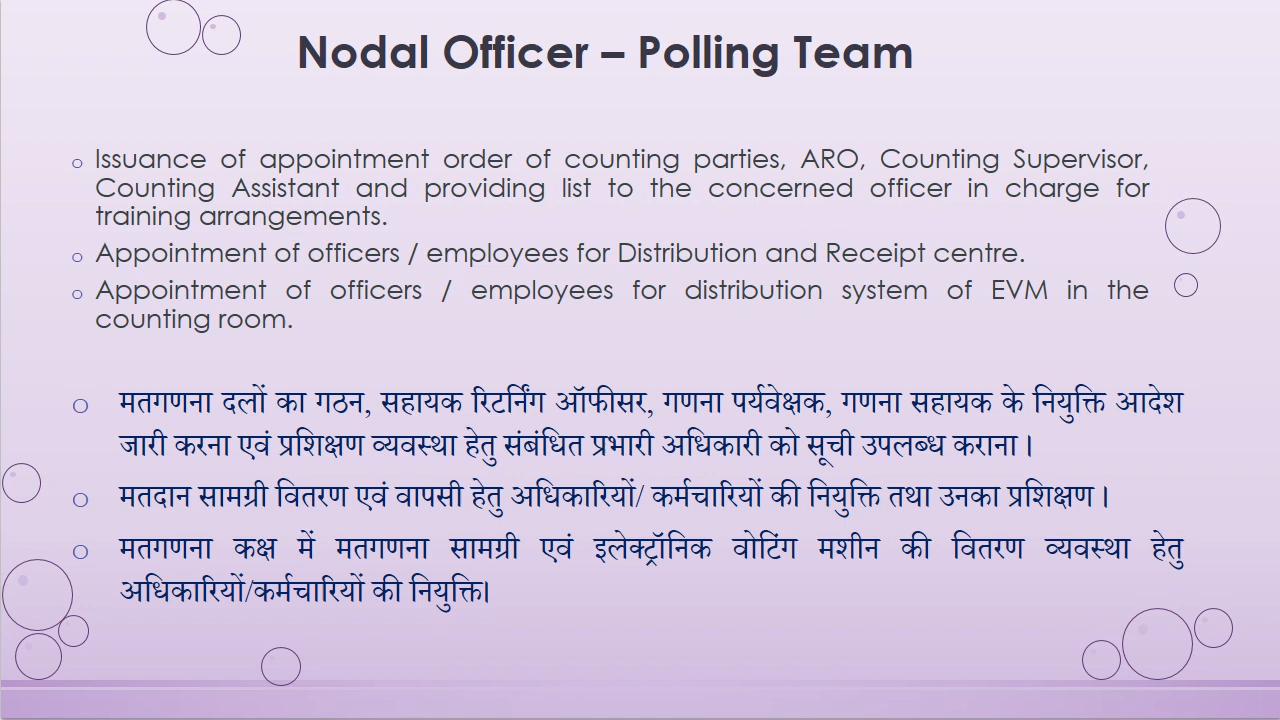 Nodal Officer – Polling Team
Issuance of appointment order of counting parties, ARO, Counting Supervisor,
Counting Assistant and providing list to the concerned officer in charge for
training arrangements.
Appointment of officers / employees for Distribution and Receipt centre.
Appointment of officers / employees for distribution system of EVM in the
counting room.
मतगणना दलों का गठन, सहायक रिटर्निंग ऑफीसर, गणना पर्यवेक्षक, गणना सहायक के नियुक्ति आदेश
जारी करना एवं प्रशिक्षण व्यवस्था हेतु संबंधित प्रभारी अधिकारी को सूची उपलब्ध कराना।
मतदान सामग्री वितरण एवं वापसी हेतु अधिकारियों/ कर्मचारियों की नियुक्ति तथा उनका प्रशिक्षण।
मतगणना कक्ष में मतगणना सामग्री एवं इलेक्ट्रॉनिक वोटिंग मशीन की वितरण व्यवस्था हेतु
अधिकारियों/कर्मचारियों की नियुक्ति।